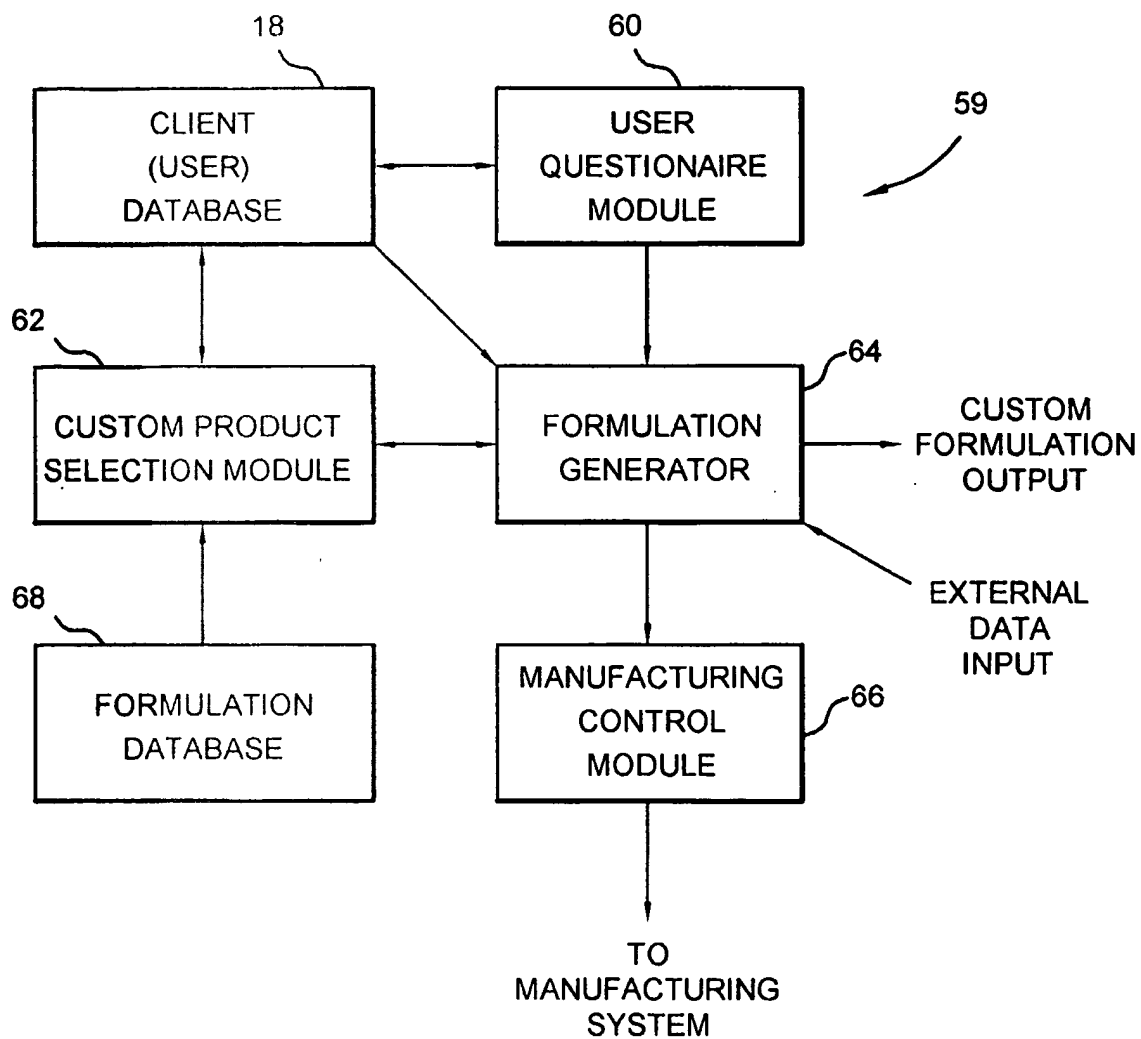 18
60
59
CLIENT
(USER)
DATABASE
USER
QUESTIONAIRE
MODULE
62
64
CUSTOM PRODUCT
SELECTION MODULE
FORMULATION
GENERATOR
CUSTOM
FORMULATION
OUTPUT
68
EXTERNAL
DATA
INPUT
FORMULATION
DATABASE
MANUFACTURING
CONTROL
MODULE
66
TO
MANUFACTURING
SYSTEM